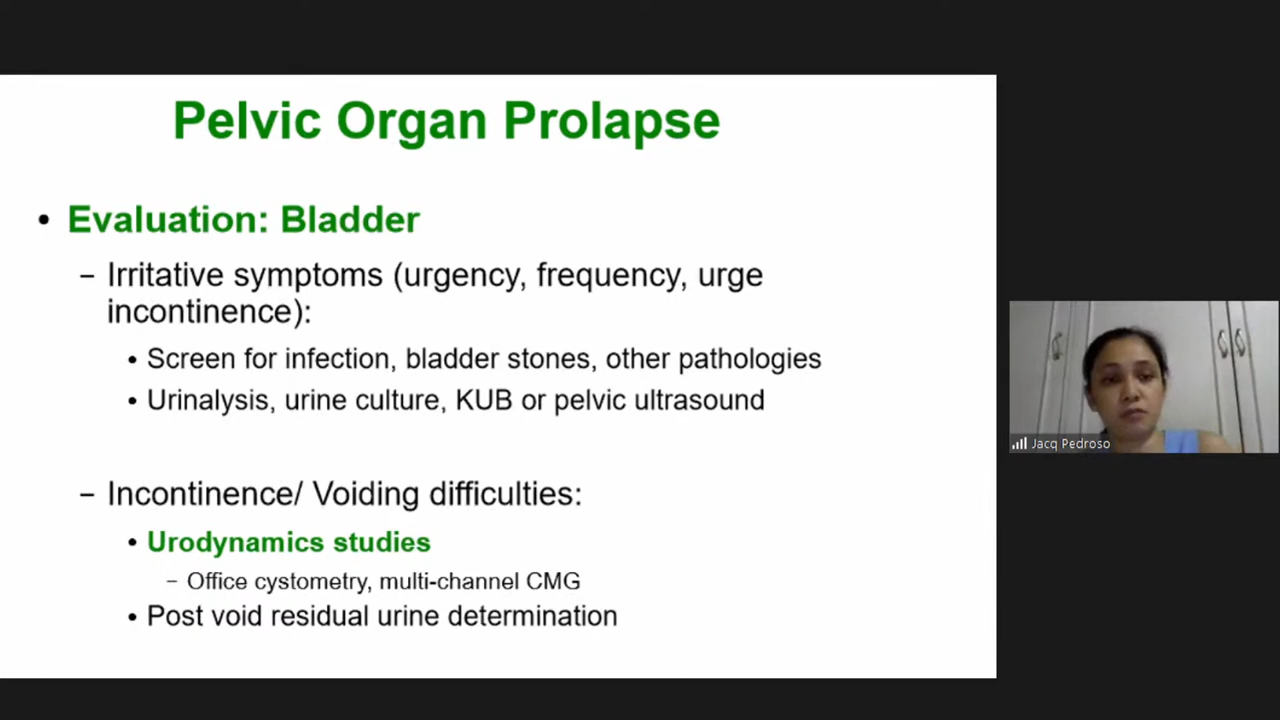 Pelvic Organ Prolapse
• Evaluation: Bladder
– Irritative symptoms (urgency, frequency, urge
incontinence):
• Screen for infection, bladder stones, other pathologies
• Urinalysis, urine culture, KUB or pelvic ultrasound
– Incontinence/ Voiding difficulties:
• Urodynamics studies
– Office cystometry, multi-channel CMG
• Post void residual urine determination
Jacq Pedroso